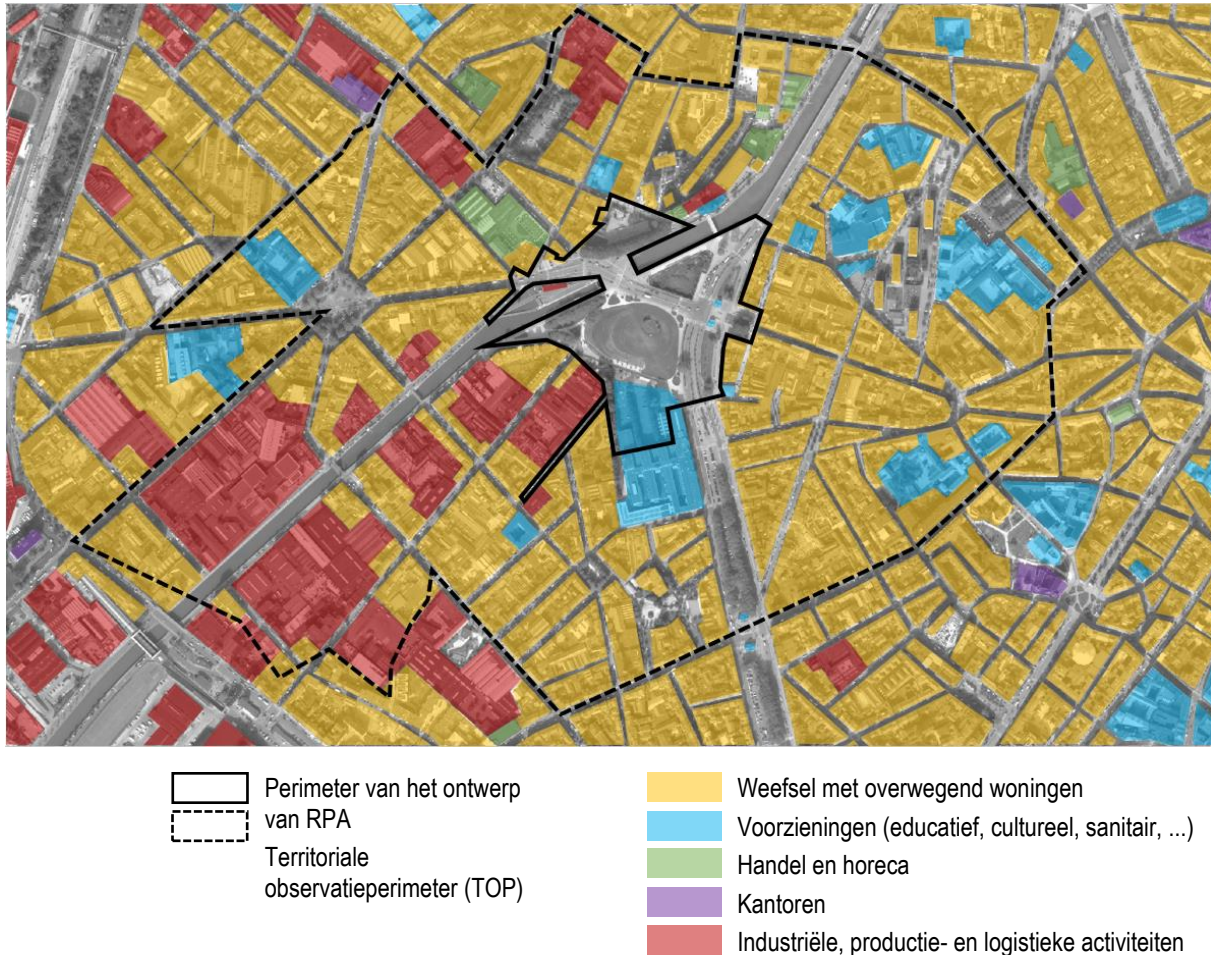 Perimeter van het ontwerp
van RPA
Territoriale
observatieperimeter (TOP)
Weefsel met overwegend woningen
Voorzieningen (educatief, cultureel, sanitair, ...)
Handel en horeca
Kantoren
Industriële, productie- en logistieke activiteiten